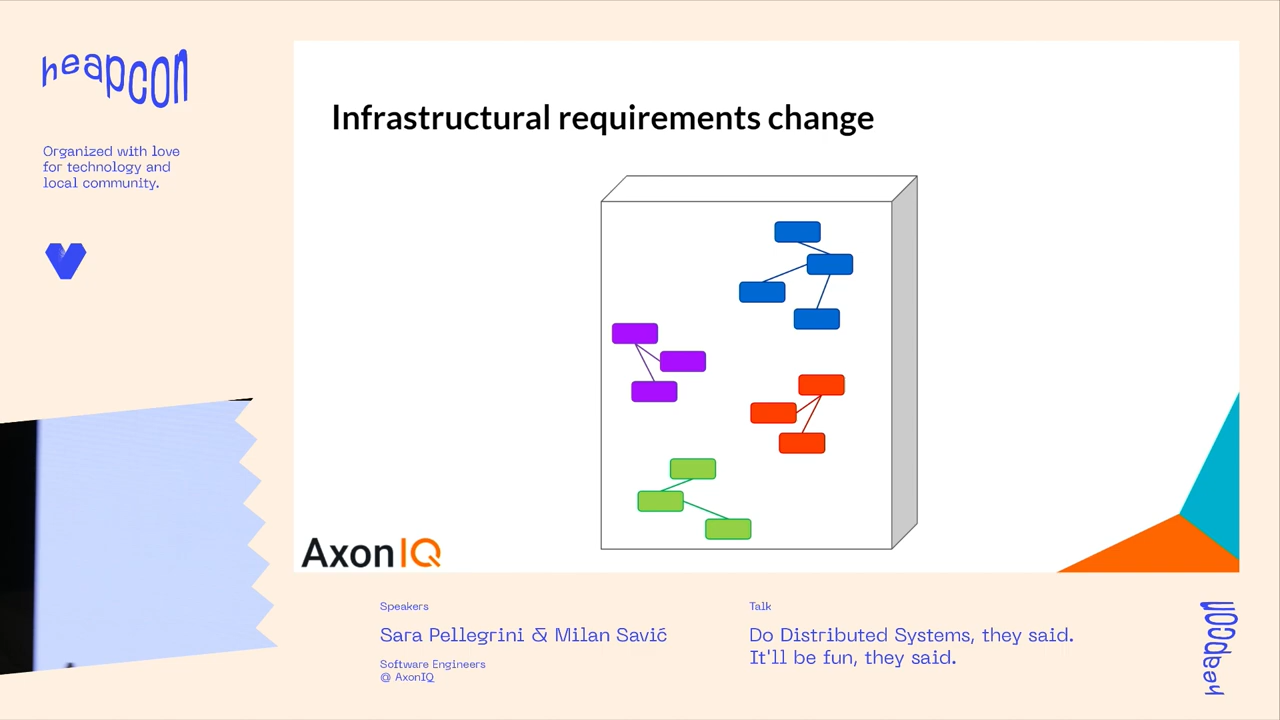 heapcon
Organized with love
for technology and
local community.
Infrastructural requirements change
AxonIQ
Speakers
Sara Pellegrini & Milan Savić
Software Engineers
@ AxonIQ
Talk
Do Distributed Systems, they said.
It'll be fun, they said.
heapcon